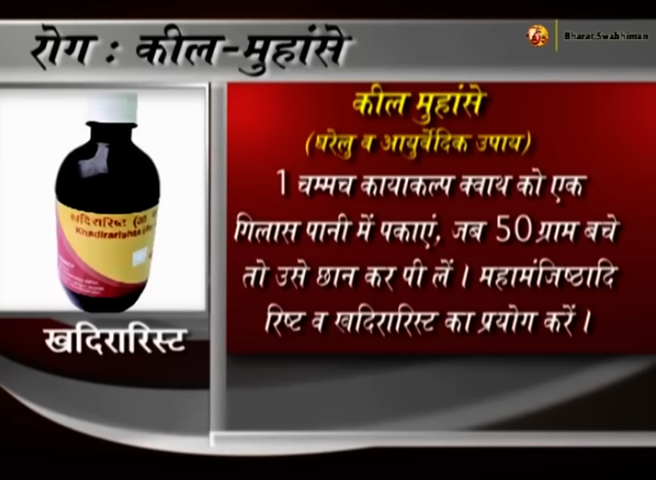 रोग : कील-मुहांसे
Bharat Swabhiman
कील मुहांसे
(घरेलु व आयुर्वेदिक उपाय)
1 चम्मच कायाकल्प क्वाथ को एक
गिलास पानी में पकाएं, जब 50 ग्राम बचे
तो उसे छान कर पी लें । महामंजिष्ठादि
रिष्ट व खदिरारिस्ट का प्रयोग करें ।
खदिरारिष्ट
Khadirarishta
खदिरारिस्ट